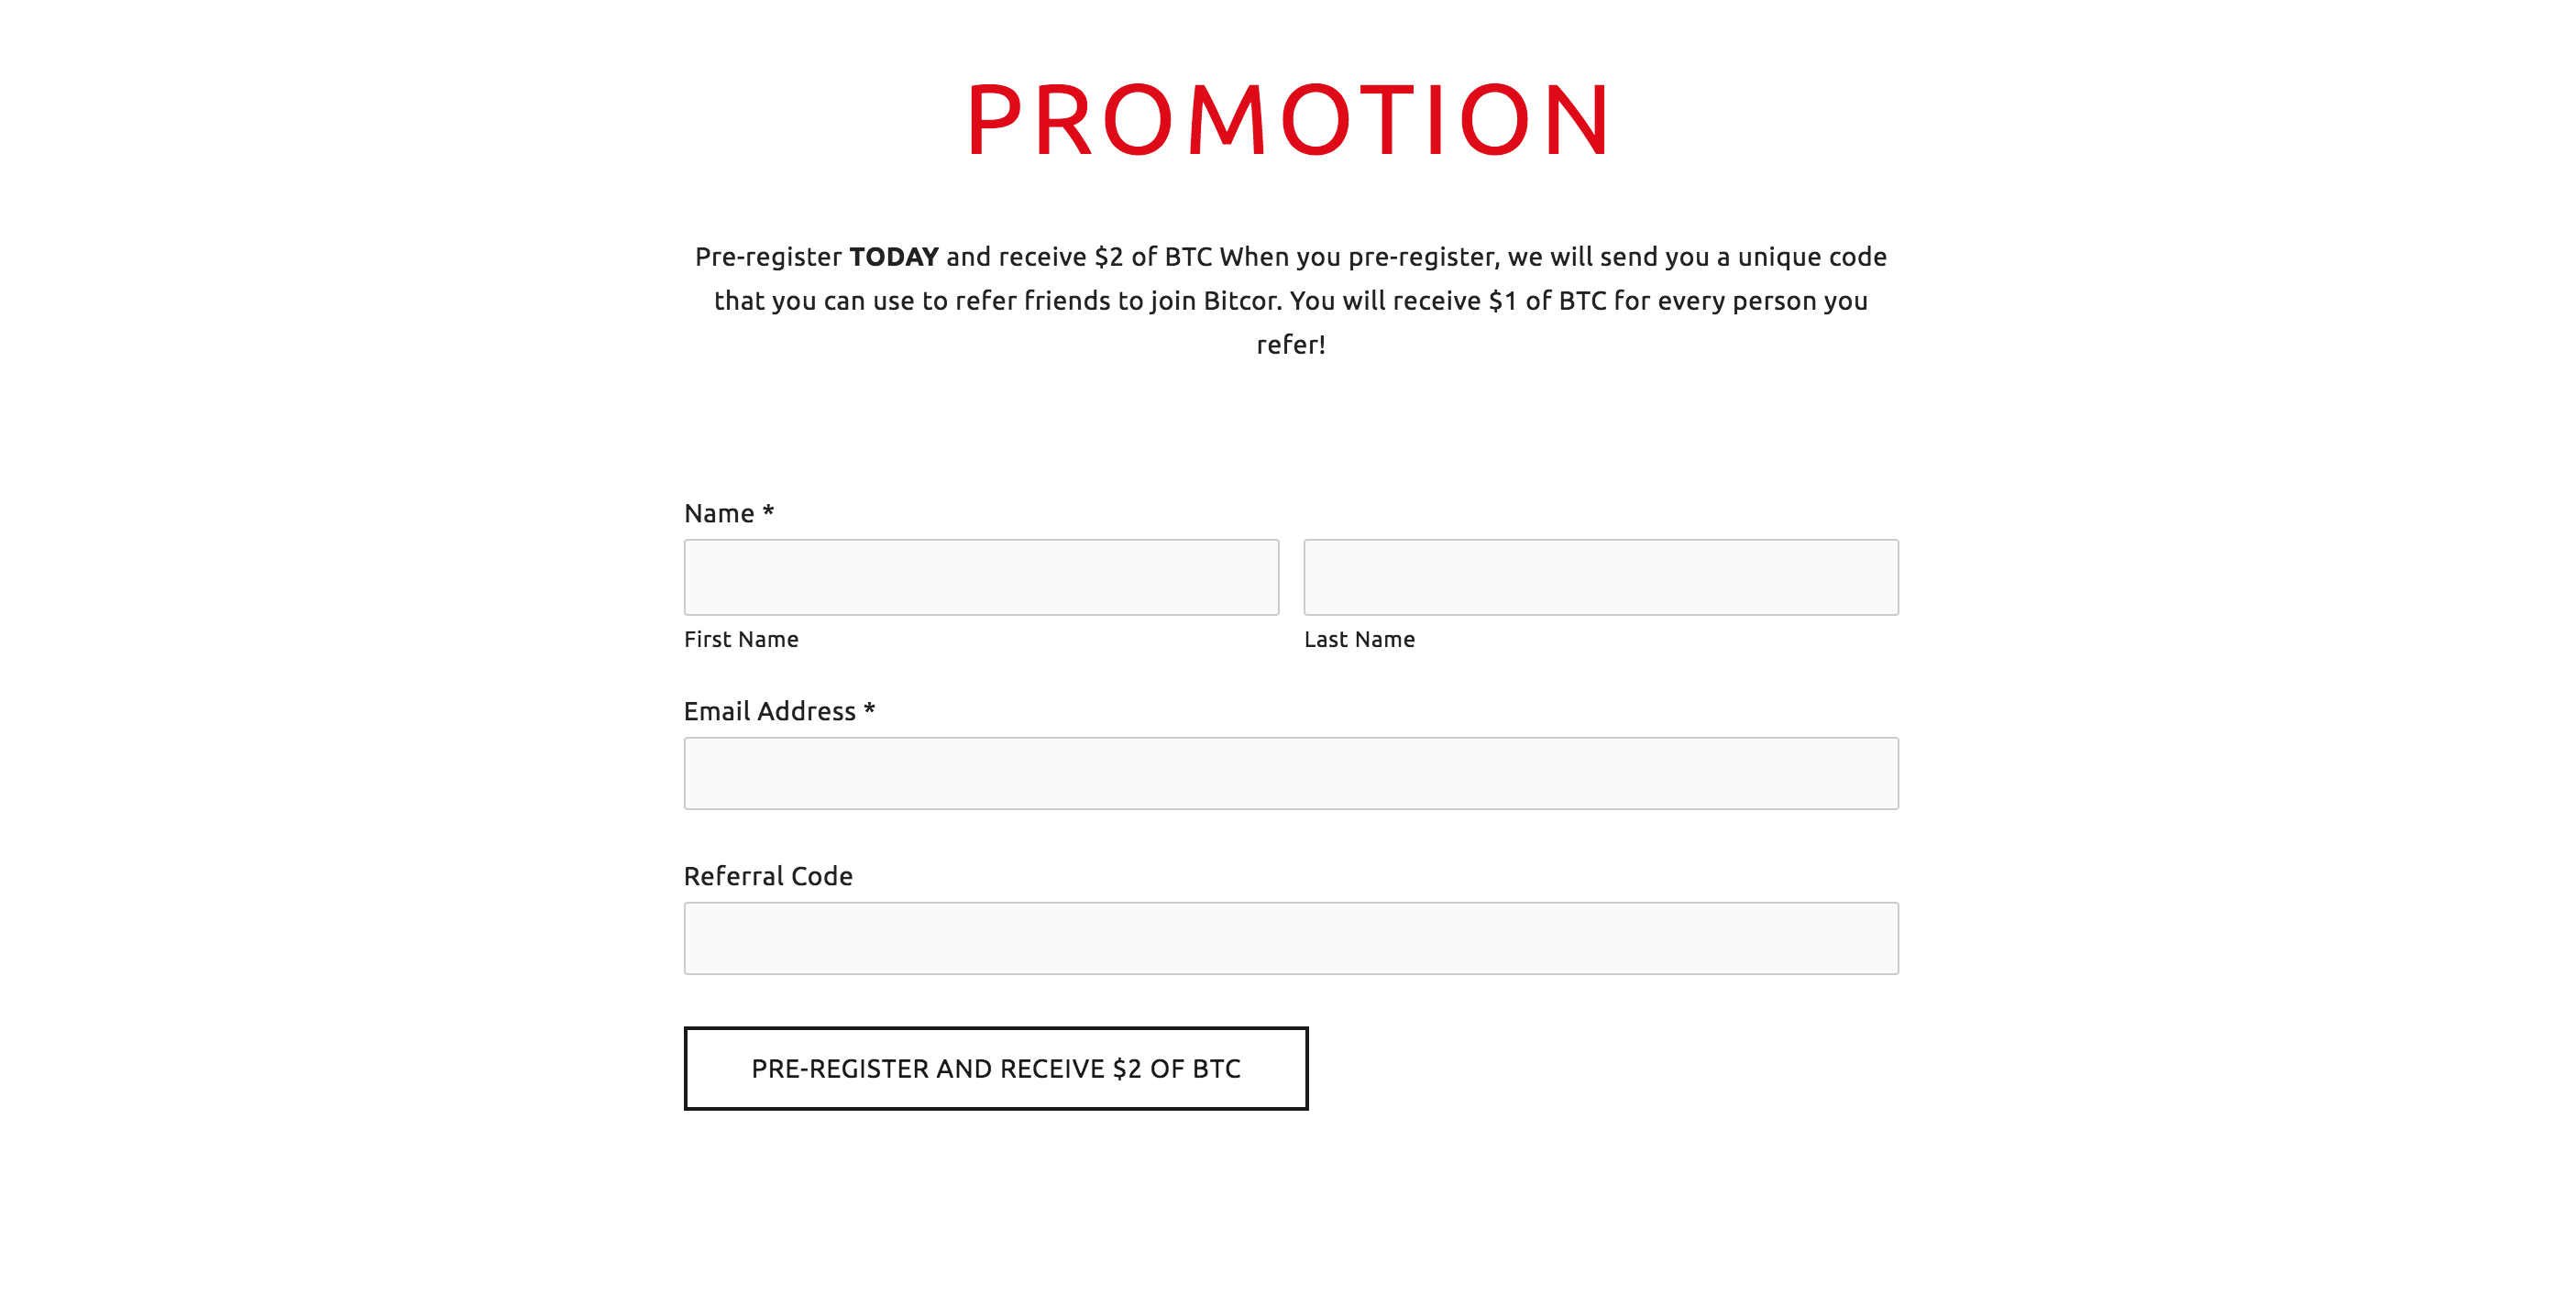 PROMOTION
Pre-register TODAY and receive $2 of BTC When you pre-register, we will send you a unique code
that you can use to refer friends to join Bitcor. You will receive $1 of BTC for every person you
refer!
Name *
First Name
Last Name
Email Address *
Referral Code
PRE-REGISTER AND RECEIVE $2 OF BTC